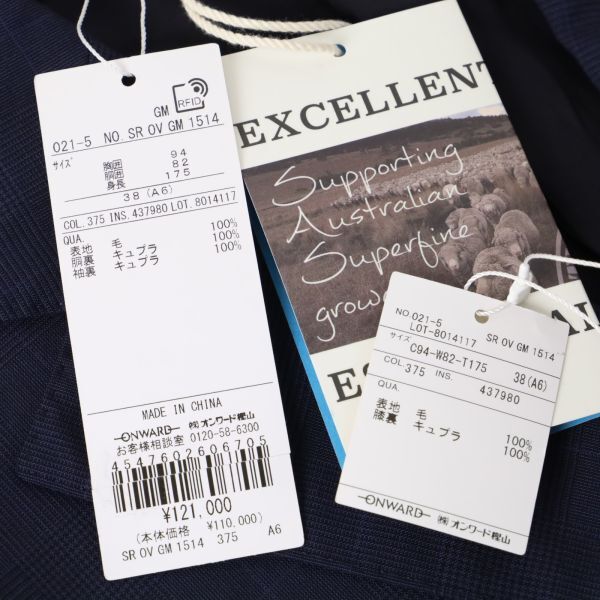 GM
RFID
021-5 NO. SR OV GM 1514
サイズ
胸囲 94
胴囲 82
身長 175
38 (A6)
COL. 375 INS. 437980 LOT. 8014117
QUA.
表地 毛 100%
胴裏 キュプラ 100%
袖裏 キュプラ 100%
MADE IN CHINA
ONWARD ㈱オンワード樫山
お客様相談室 0120-58-6300
4547602606705
¥121,000
(本体価格 ¥110,000)
SR OV GM 1514 375 A6
EXCELLENT
Supporting
Australian
Superfine
NO 021-5
LOT-8014117 SR OV GM 1514
サイズ
C94-W82-T175 38(A6)
COL. 375 INS. 437980
QUA.
表地 毛 100%
膝裏 キュプラ 100%
ONWARD ㈱オンワード樫山